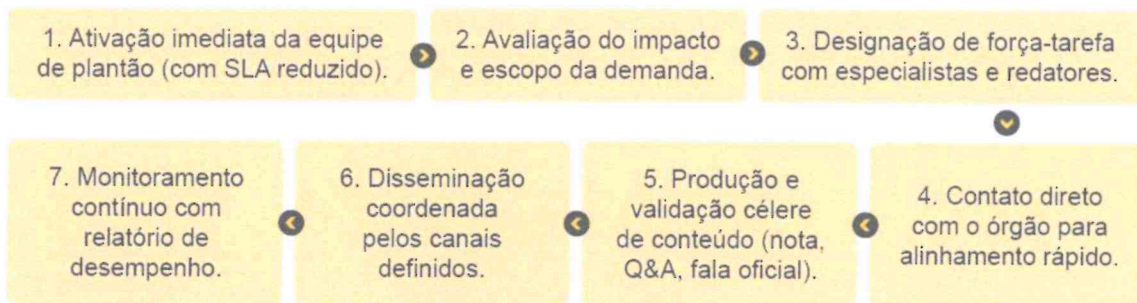 1. Ativação imediata da equipe
de plantão (com SLA reduzido).
2. Avaliação do impacto
e escopo da demanda.
3. Designação de força-tarefa
com especialistas e redatores.
4. Contato direto
com o órgão para
alinhamento rápido.
5. Produção e
validação célere
de conteúdo (nota,
Q&A, fala oficial).
6. Disseminação
coordenada
pelos canais
definidos.
7. Monitoramento
contínuo com
relatório de
desempenho.